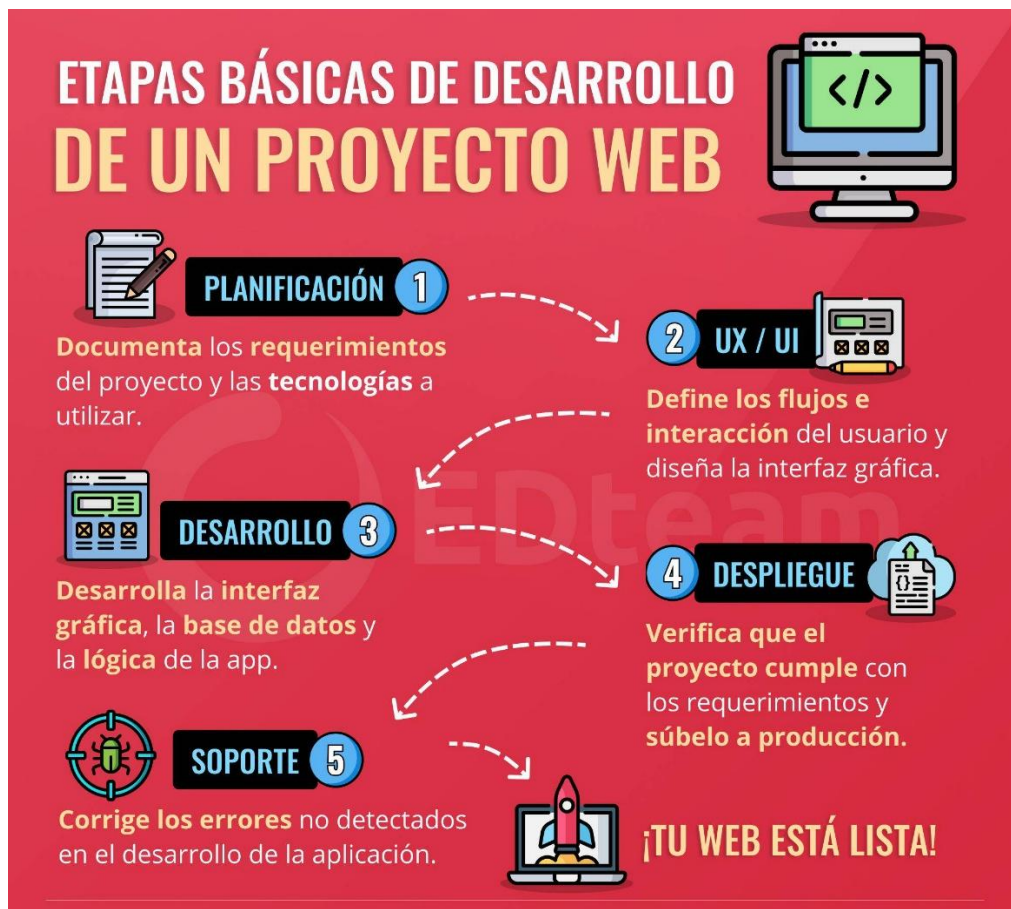 ETAPAS BÁSICAS DE DESARROLLO
DE UN PROYECTO WEB
</>
PLANIFICACIÓN 1
Documenta los requerimientos
del proyecto y las tecnologías a
utilizar.
2 UX / UI
Define los flujos e
interacción del usuario y
diseña la interfaz gráfica.
DESARROLLO 3
Desarrolla la interfaz
gráfica, la base de datos y
la lógica de la app.
EDteam
4 DESPLIEGUE
{}
Verifica que el
proyecto cumple con
los requerimientos y
súbelo a producción.
SOPORTE 5
Corrige los errores no detectados
en el desarrollo de la aplicación.
¡TU WEB ESTÁ LISTA!